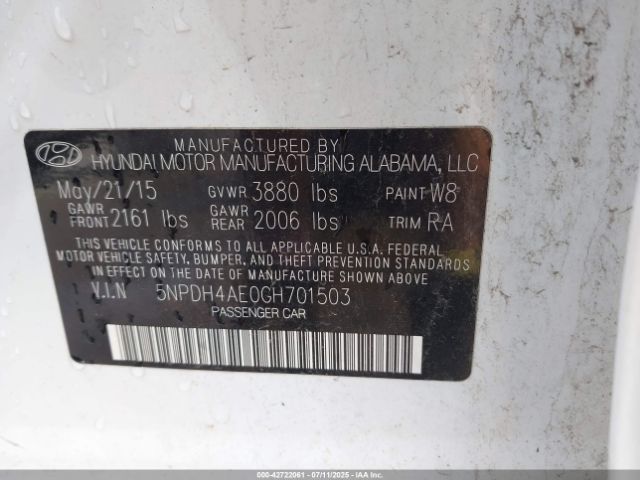 MANUFACTURED BY
HYUNDAI MOTOR MANUFACTURING ALABAMA, LLC
May/21/15 GVWR 3880 lbs PAINT W8
GAWR FRONT 2161 lbs GAWR REAR 2006 lbs TRIM RA
THIS VEHICLE CONFORMS TO ALL APPLICABLE U.S.A. FEDERAL
MOTOR VEHICLE SAFETY, BUMPER, AND THEFT PREVENTION STANDARDS
IN EFFECT ON THE DATE OF MANUFACTURE SHOWN ABOVE
V.I.N 5NPDH4AE0GH701503
PASSENGER CAR
000-42722061 - 07/11/2025 - IAA Inc.